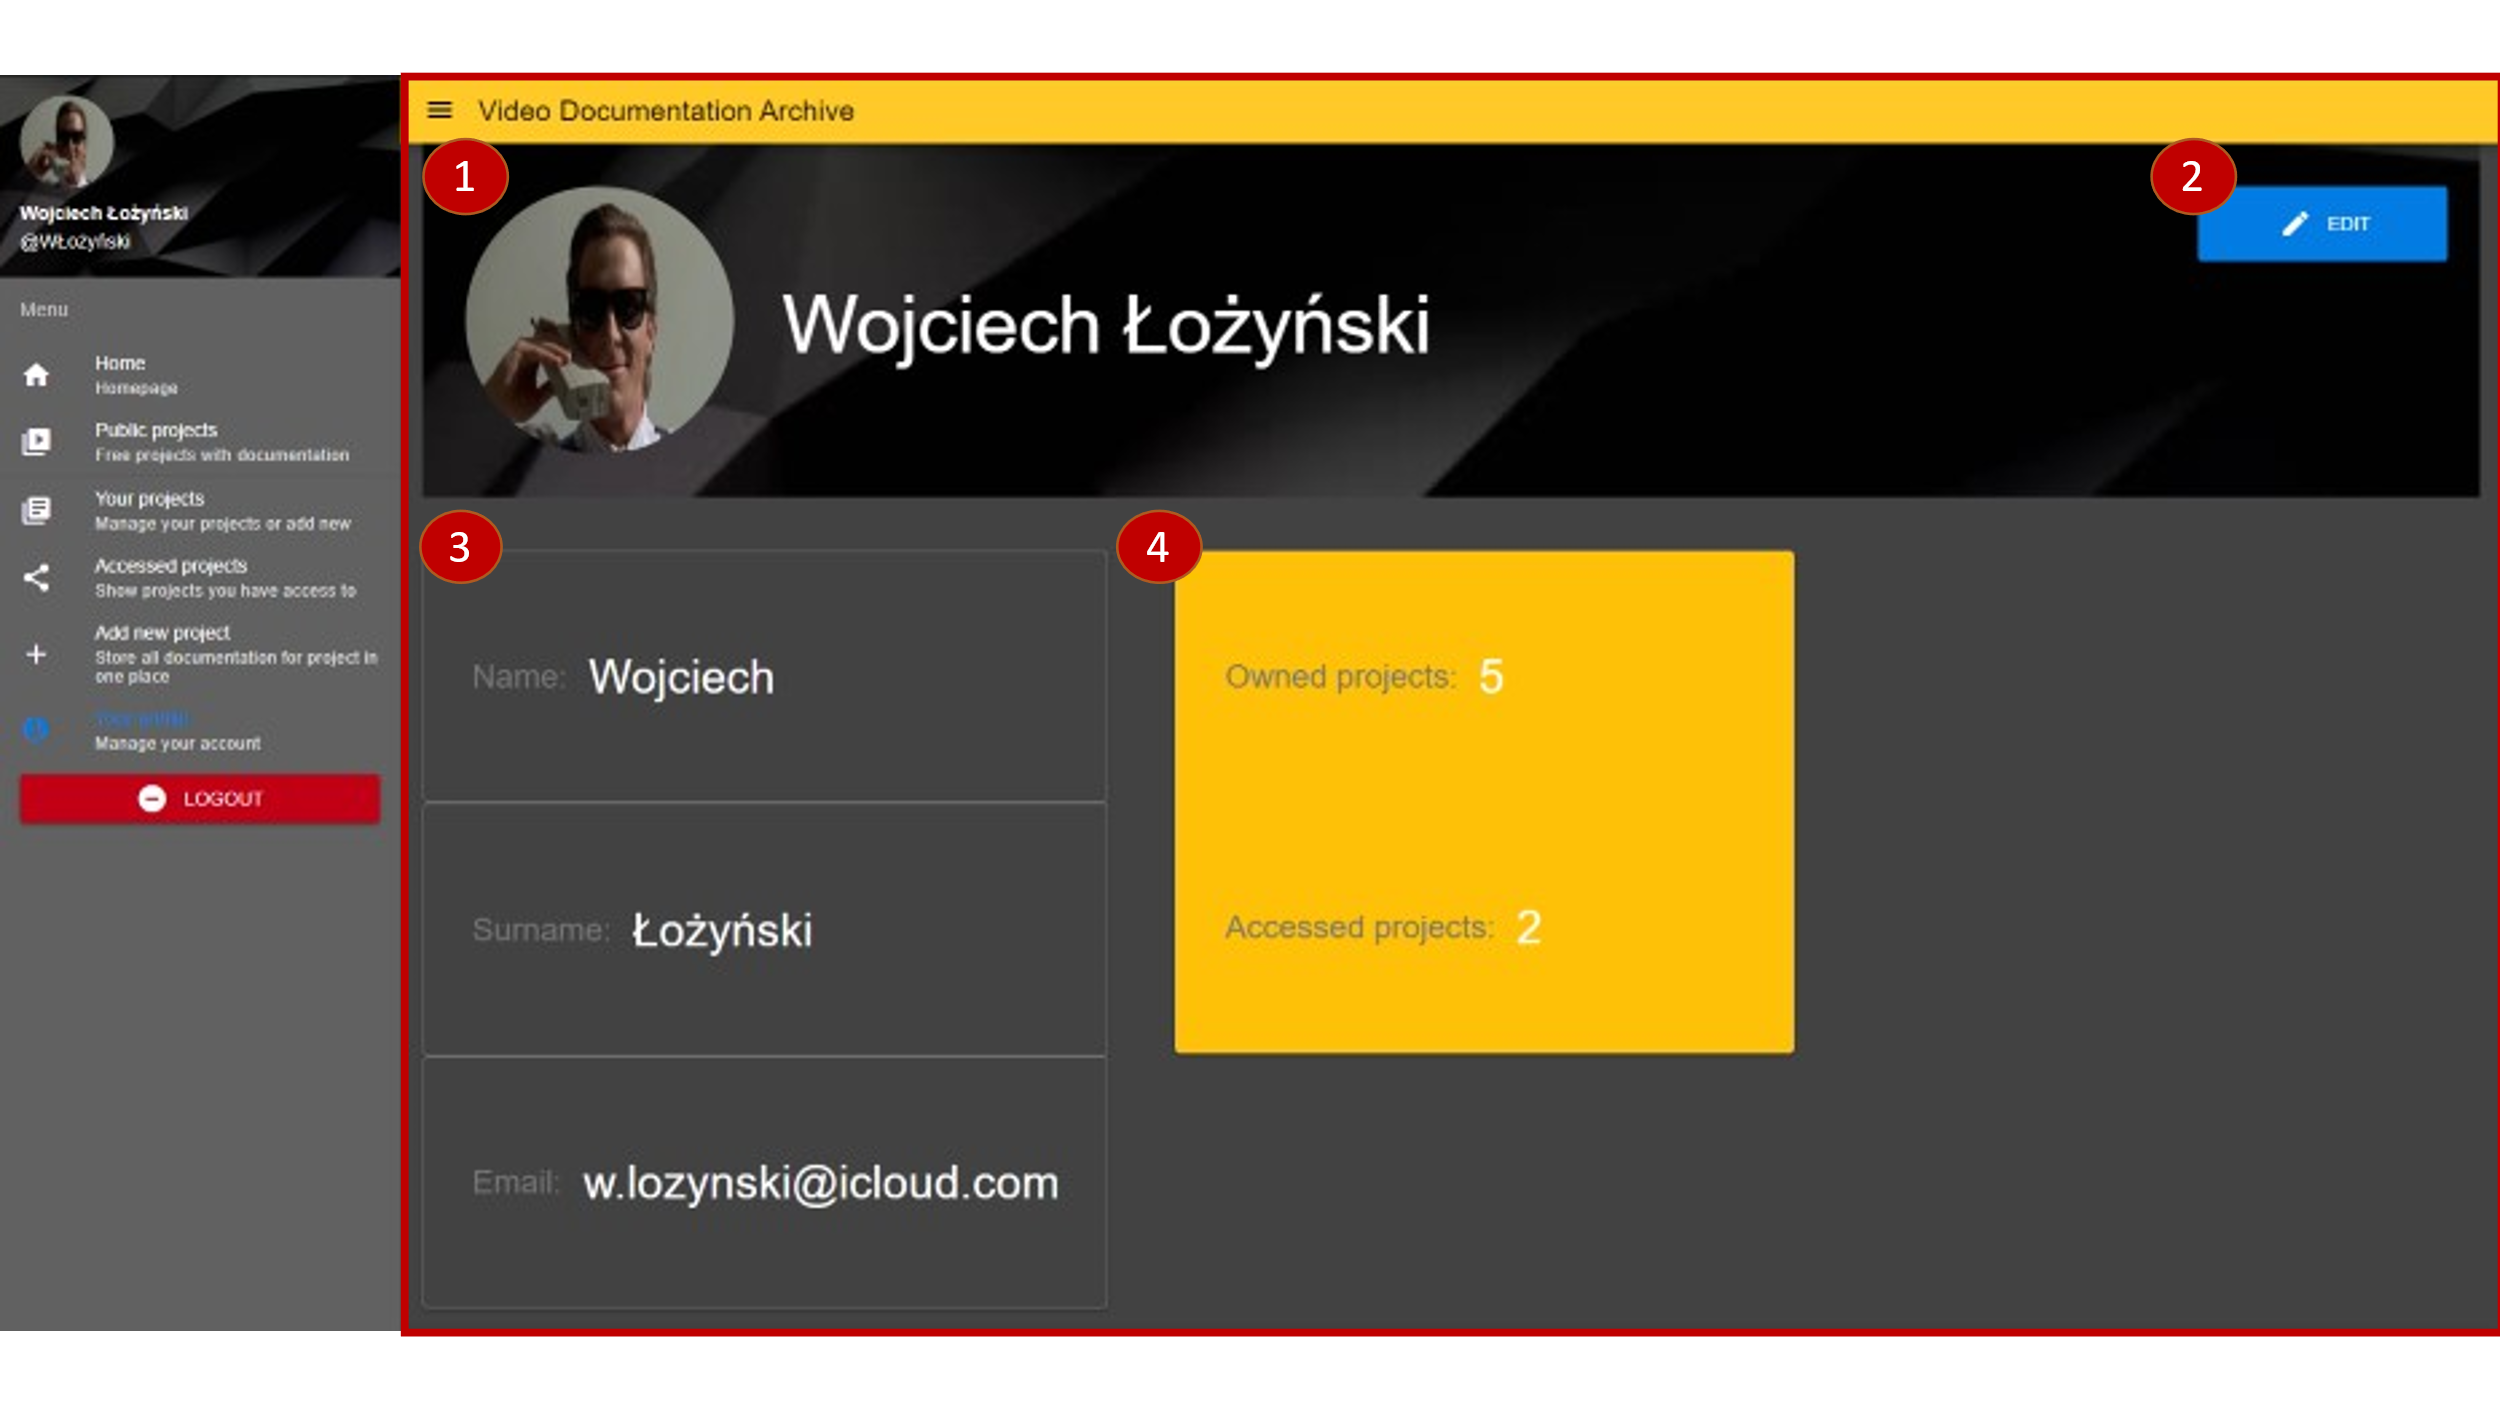 Wojciech Łożyński
@WŁożyński
Menu
Home
Homepage
Public projects
Free projects with documentation
Your projects
Manage your projects or add new
Accessed projects
Show projects you have access to
Add new project
Store all documentation for project in
one place
Your profile
Manage your account
LOGOUT
Video Documentation Archive
1
2
EDIT
Wojciech Łożyński
3
4
Name: Wojciech
Owned projects: 5
Surname: Łożyński
Accessed projects: 2
Email: w.lozynski@icloud.com